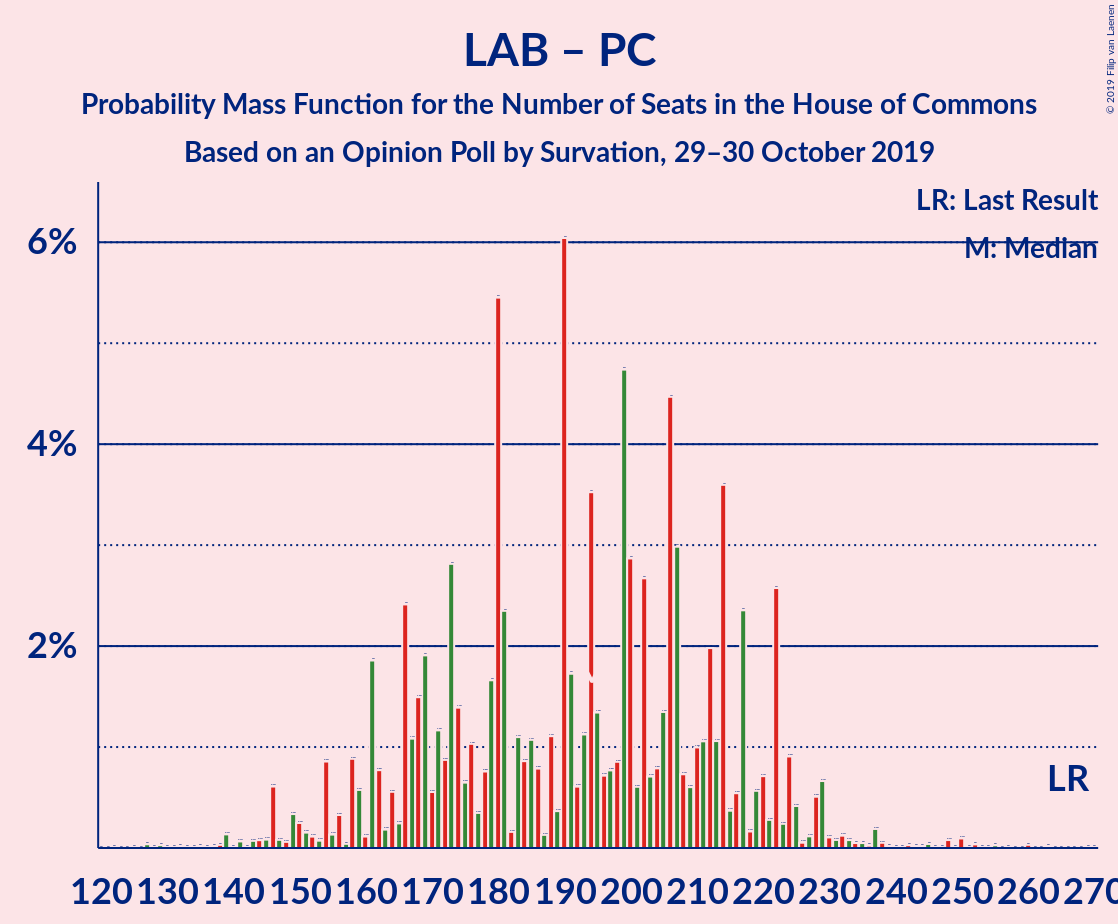 LAB – PC
Probability Mass Function for the Number of Seats in the House of Commons
Based on an Opinion Poll by Survation, 29–30 October 2019
© 2019 Filip van Laenen
LR: Last Result
M: Median
6%
4%
2%
LR
120 130 140 150 160 170 180 190 200 210 220 230 240 250 260 270